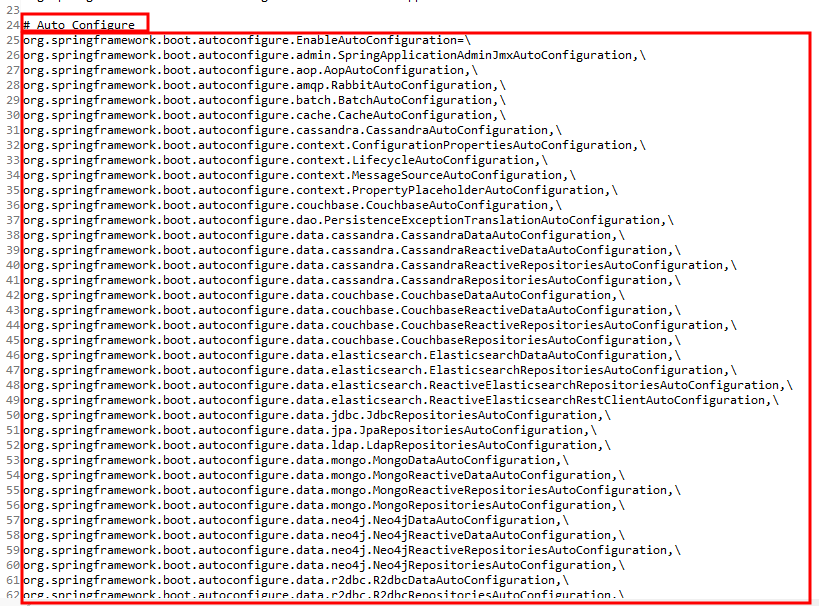 23
24 # Auto Configure
25 org.springframework.boot.autoconfigure.EnableAutoConfiguration=\
26 org.springframework.boot.autoconfigure.admin.SpringApplicationAdminJmxAutoConfiguration,\
27 org.springframework.boot.autoconfigure.aop.AopAutoConfiguration,\
28 org.springframework.boot.autoconfigure.amqp.RabbitAutoConfiguration,\
29 org.springframework.boot.autoconfigure.batch.BatchAutoConfiguration,\
30 org.springframework.boot.autoconfigure.cache.CacheAutoConfiguration,\
31 org.springframework.boot.autoconfigure.cassandra.CassandraAutoConfiguration,\
32 org.springframework.boot.autoconfigure.context.ConfigurationPropertiesAutoConfiguration,\
33 org.springframework.boot.autoconfigure.context.LifecycleAutoConfiguration,\
34 org.springframework.boot.autoconfigure.context.MessageSourceAutoConfiguration,\
35 org.springframework.boot.autoconfigure.context.PropertyPlaceholderAutoConfiguration,\
36 org.springframework.boot.autoconfigure.couchbase.CouchbaseAutoConfiguration,\
37 org.springframework.boot.autoconfigure.dao.PersistenceExceptionTranslationAutoConfiguration,\
38 org.springframework.boot.autoconfigure.data.cassandra.CassandraDataAutoConfiguration,\
39 org.springframework.boot.autoconfigure.data.cassandra.CassandraReactiveDataAutoConfiguration,\
40 org.springframework.boot.autoconfigure.data.cassandra.CassandraReactiveRepositoriesAutoConfiguration,\
41 org.springframework.boot.autoconfigure.data.cassandra.CassandraRepositoriesAutoConfiguration,\
42 org.springframework.boot.autoconfigure.data.couchbase.CouchbaseDataAutoConfiguration,\
43 org.springframework.boot.autoconfigure.data.couchbase.CouchbaseReactiveDataAutoConfiguration,\
44 org.springframework.boot.autoconfigure.data.couchbase.CouchbaseReactiveRepositoriesAutoConfiguration,\
45 org.springframework.boot.autoconfigure.data.couchbase.CouchbaseRepositoriesAutoConfiguration,\
46 org.springframework.boot.autoconfigure.data.elasticsearch.ElasticsearchDataAutoConfiguration,\
47 org.springframework.boot.autoconfigure.data.elasticsearch.ElasticsearchRepositoriesAutoConfiguration,\
48 org.springframework.boot.autoconfigure.data.elasticsearch.ReactiveElasticsearchRepositoriesAutoConfiguration,\
49 org.springframework.boot.autoconfigure.data.elasticsearch.ReactiveElasticsearchRestClientAutoConfiguration,\
50 org.springframework.boot.autoconfigure.data.jdbc.JdbcRepositoriesAutoConfiguration,\
51 org.springframework.boot.autoconfigure.data.jpa.JpaRepositoriesAutoConfiguration,\
52 org.springframework.boot.autoconfigure.data.ldap.LdapRepositoriesAutoConfiguration,\
53 org.springframework.boot.autoconfigure.data.mongo.MongoDataAutoConfiguration,\
54 org.springframework.boot.autoconfigure.data.mongo.MongoReactiveDataAutoConfiguration,\
55 org.springframework.boot.autoconfigure.data.mongo.MongoReactiveRepositoriesAutoConfiguration,\
56 org.springframework.boot.autoconfigure.data.mongo.MongoRepositoriesAutoConfiguration,\
57 org.springframework.boot.autoconfigure.data.neo4j.Neo4jDataAutoConfiguration,\
58 org.springframework.boot.autoconfigure.data.neo4j.Neo4jReactiveDataAutoConfiguration,\
59 org.springframework.boot.autoconfigure.data.neo4j.Neo4jReactiveRepositoriesAutoConfiguration,\
60 org.springframework.boot.autoconfigure.data.neo4j.Neo4jRepositoriesAutoConfiguration,\
61 org.springframework.boot.autoconfigure.data.r2dbc.R2dbcDataAutoConfiguration,\
62 org.springframework.boot.autoconfigure.data.r2dbc.R2dbcRepositoriesAutoConfiguration,\